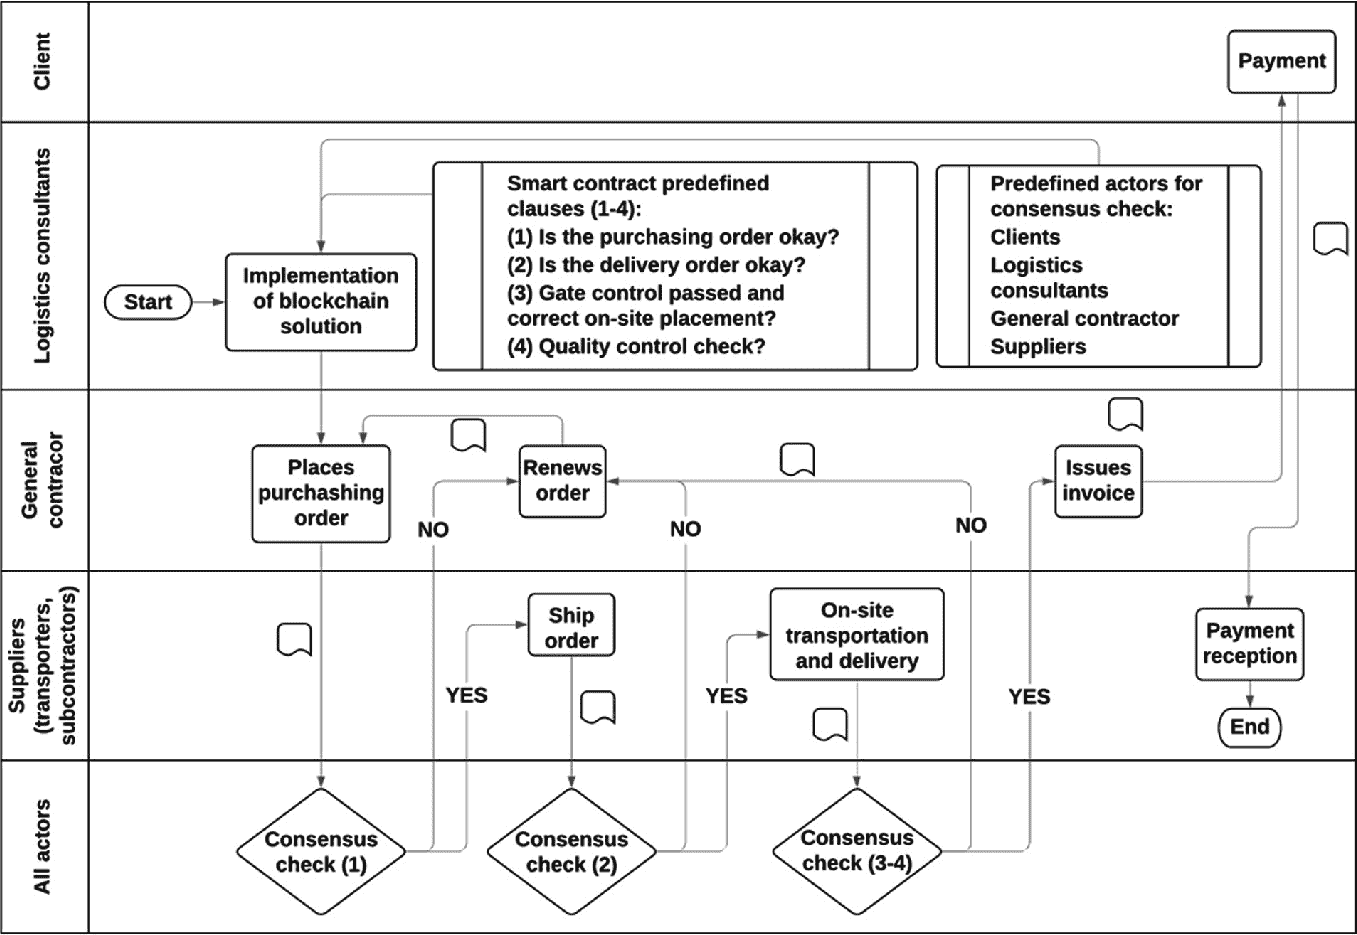 Client
Payment
Logistics consultants
Smart contract predefined
clauses (1-4):
(1) Is the purchasing order okay?
(2) Is the delivery order okay?
(3) Gate control passed and
correct on-site placement?
(4) Quality control check?
Predefined actors for
consensus check:
Clients
Logistics
consultants
General contractor
Suppliers
Start
Implementation
of blockchain
solution
General
contracor
Places
purchashing
order
Renews
order
Issues
invoice
NO
NO
NO
Suppliers
(transporters,
subcontractors)
Ship
order
On-site
transportation
and delivery
Payment
reception
YES
YES
YES
End
All actors
Consensus
check (1)
Consensus
check (2)
Consensus
check (3-4)